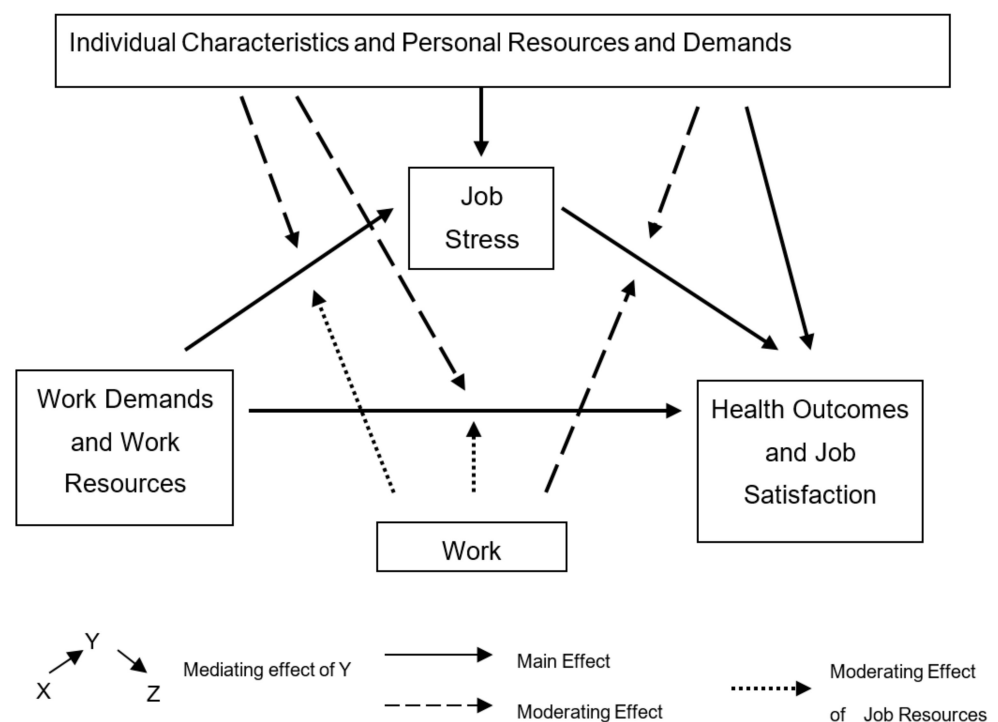 Individual Characteristics and Personal Resources and Demands
Job
Stress
Work Demands
and Work
Resources
Health Outcomes
and Job
Satisfaction
Work
Y
X
Z
Mediating effect of Y
Main Effect
Moderating Effect
Moderating Effect
of Job Resources